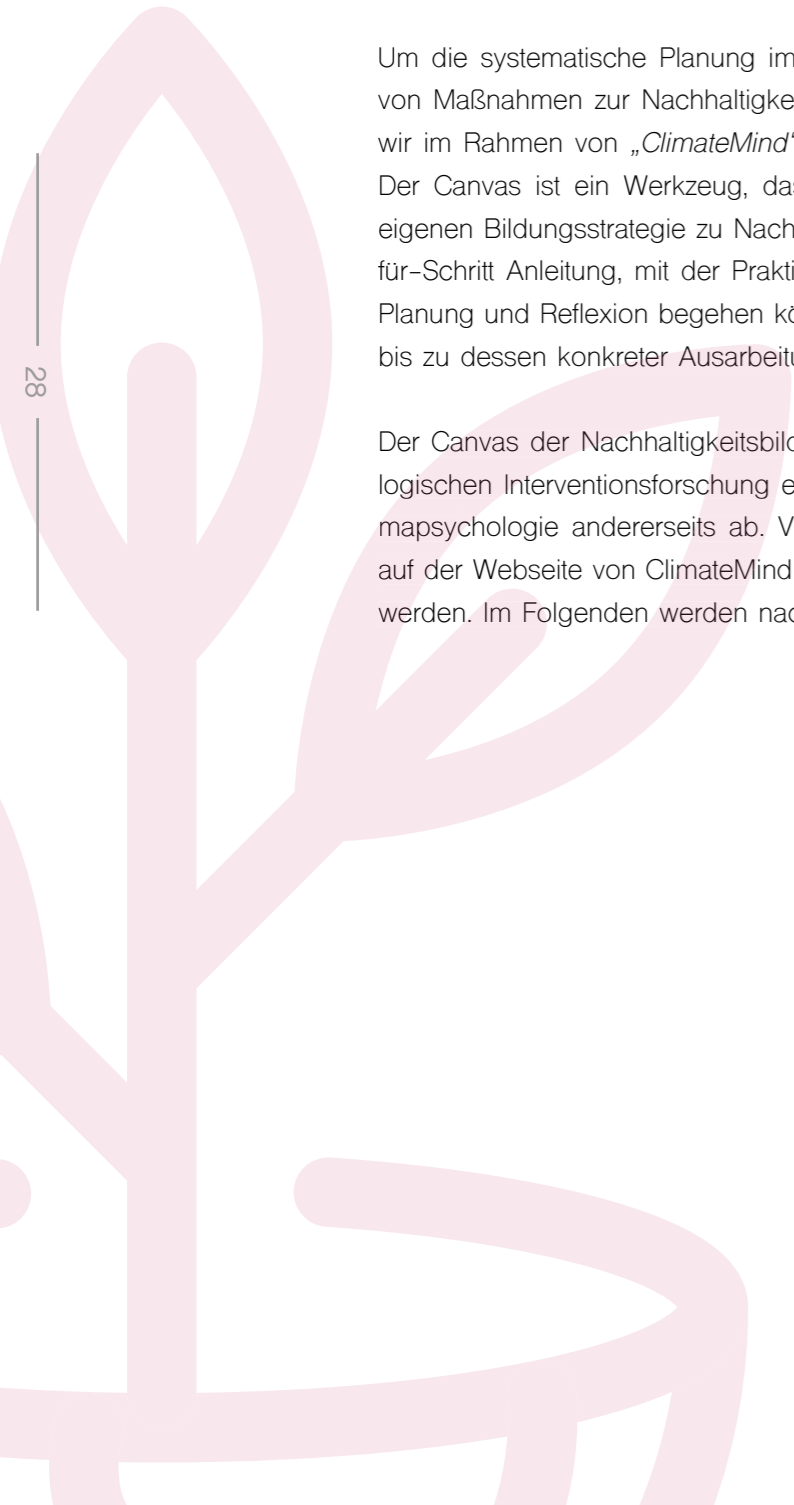 Um die systematische Planung im
von Maßnahmen zur Nachhaltigke
wir im Rahmen von „ClimateMind“
Der Canvas ist ein Werkzeug, das
eigenen Bildungsstrategie zu Nach
für–Schritt Anleitung, mit der Prakti
Planung und Reflexion begehen kö
bis zu dessen konkreter Ausarbeitu
28
Der Canvas der Nachhaltigkeitsbild
logischen Interventionsforschung e
mapsychologie andererseits ab. V
auf der Webseite von ClimateMind
werden. Im Folgenden werden nac